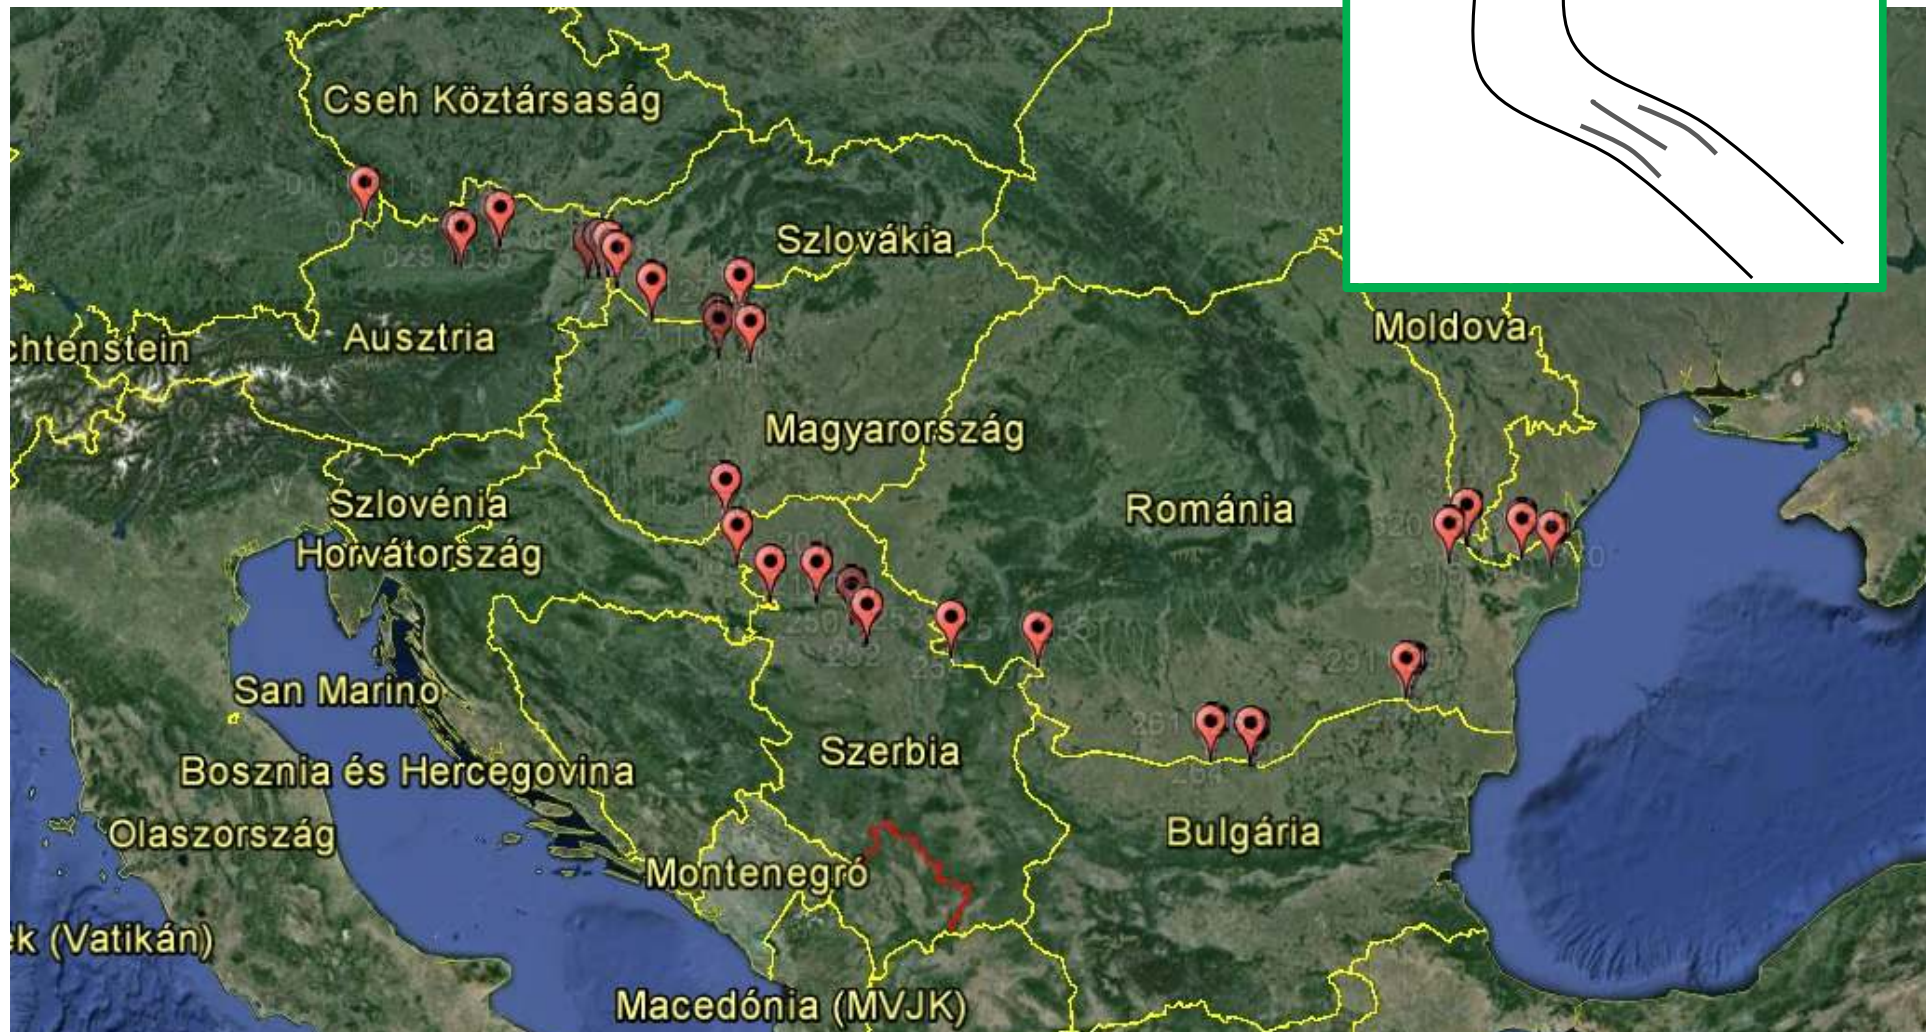 Cseh Köztársaság
Szlovákia
Ausztria
chtenstein
Moldova
Magyarország
Szlovénia
Románia
Horvátország
San Marino
Szerbia
Bosznia és Hercegovina
Olaszország
Bulgária
Montenegró
k (Vatikán)
Macedónia (MVJK)